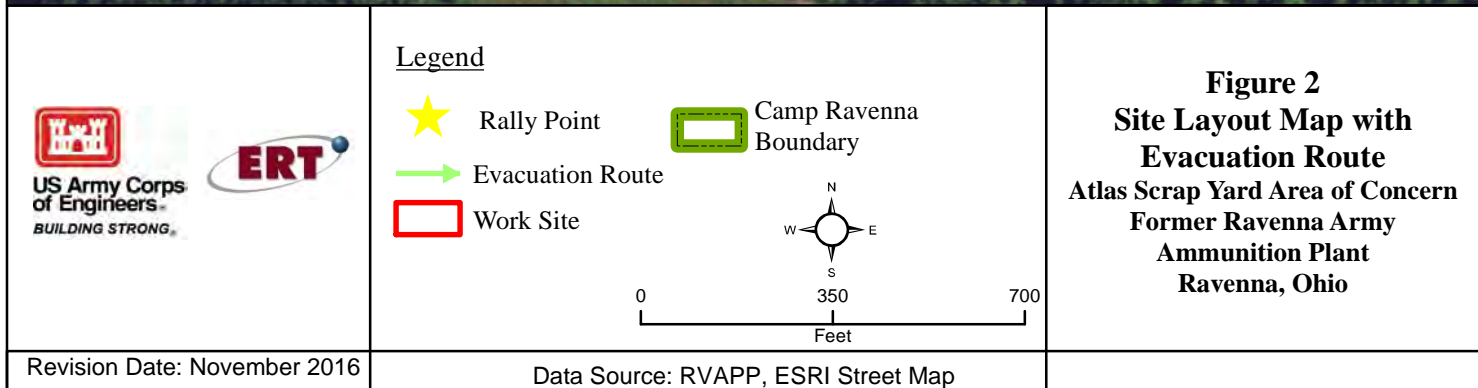 US Army Corps
of Engineers®
BUILDING STRONG®
ERT
Legend
Rally Point
Evacuation Route
Work Site
Camp Ravenna
Boundary
N
W
E
S
0
350
700
Feet
Figure 2
Site Layout Map with
Evacuation Route
Atlas Scrap Yard Area of Concern
Former Ravenna Army
Ammunition Plant
Ravenna, Ohio
Revision Date: November 2016
Data Source: RVAPP, ESRI Street Map